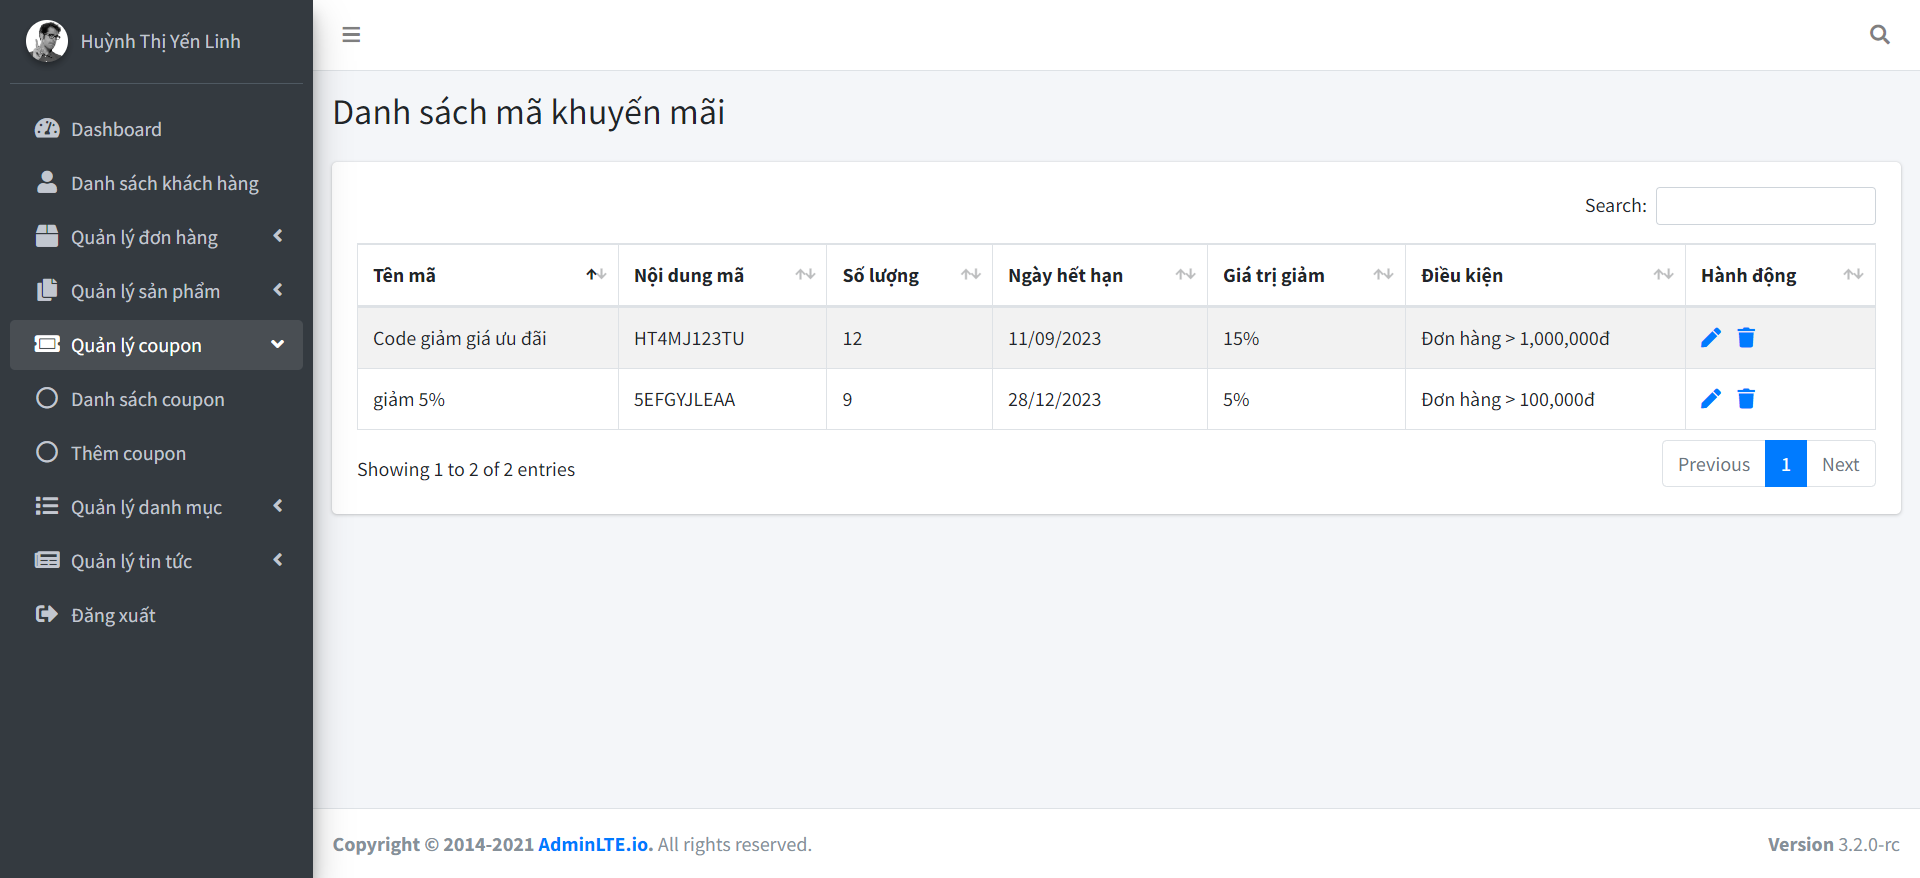 Huỳnh Thị Yến Linh
Dashboard
Danh sách khách hàng
Quản lý đơn hàng
Quản lý sản phẩm
Quản lý coupon
Danh sách coupon
Thêm coupon
Quản lý danh mục
Quản lý tin tức
Đăng xuất
Danh sách mã khuyến mãi
Search:
Tên mã Nội dung mã Số lượng Ngày hết hạn Giá trị giảm Điều kiện Hành động
Code giảm giá ưu đãi HT4MJ123TU 12 11/09/2023 15% Đơn hàng > 1,000,000đ
giảm 5% 5EFGYJLEAA 9 28/12/2023 5% Đơn hàng > 100,000đ
Showing 1 to 2 of 2 entries
Previous 1 Next
Copyright © 2014-2021 AdminLTE.io. All rights reserved.
Version 3.2.0-rc